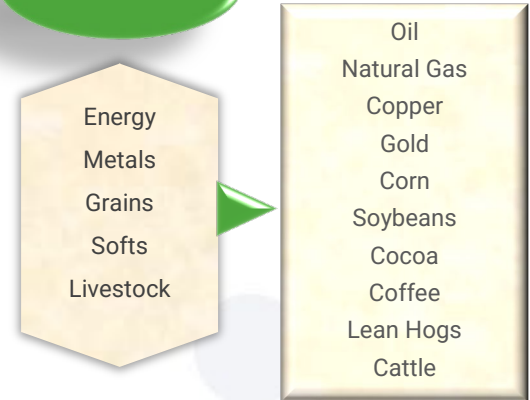 Energy
Metals
Grains
Softs
Livestock
Oil
Natural Gas
Copper
Gold
Corn
Soybeans
Cocoa
Coffee
Lean Hogs
Cattle